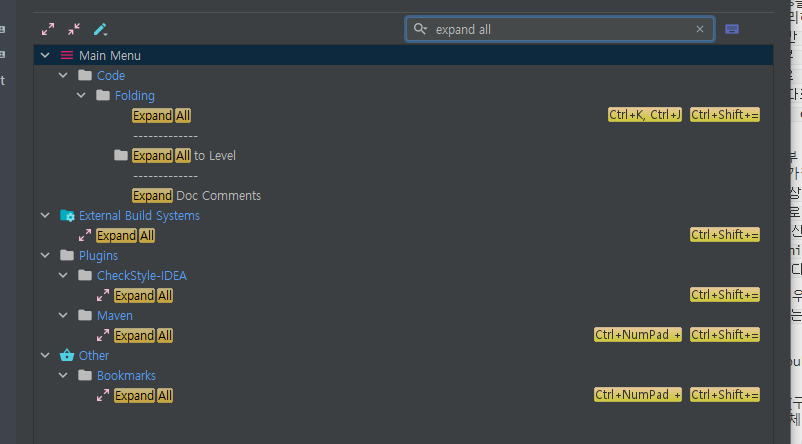 expand all
Main Menu
Code
Folding
Expand All Ctrl+K, Ctrl+J Ctrl+Shift+=
-------------
Expand All to Level
-------------
Expand Doc Comments
External Build Systems
Expand All Ctrl+Shift+=
Plugins
CheckStyle-IDEA
Expand All Ctrl+Shift+=
Maven
Expand All Ctrl+NumPad + Ctrl+Shift+=
Other
Bookmarks
Expand All Ctrl+NumPad + Ctrl+Shift+=